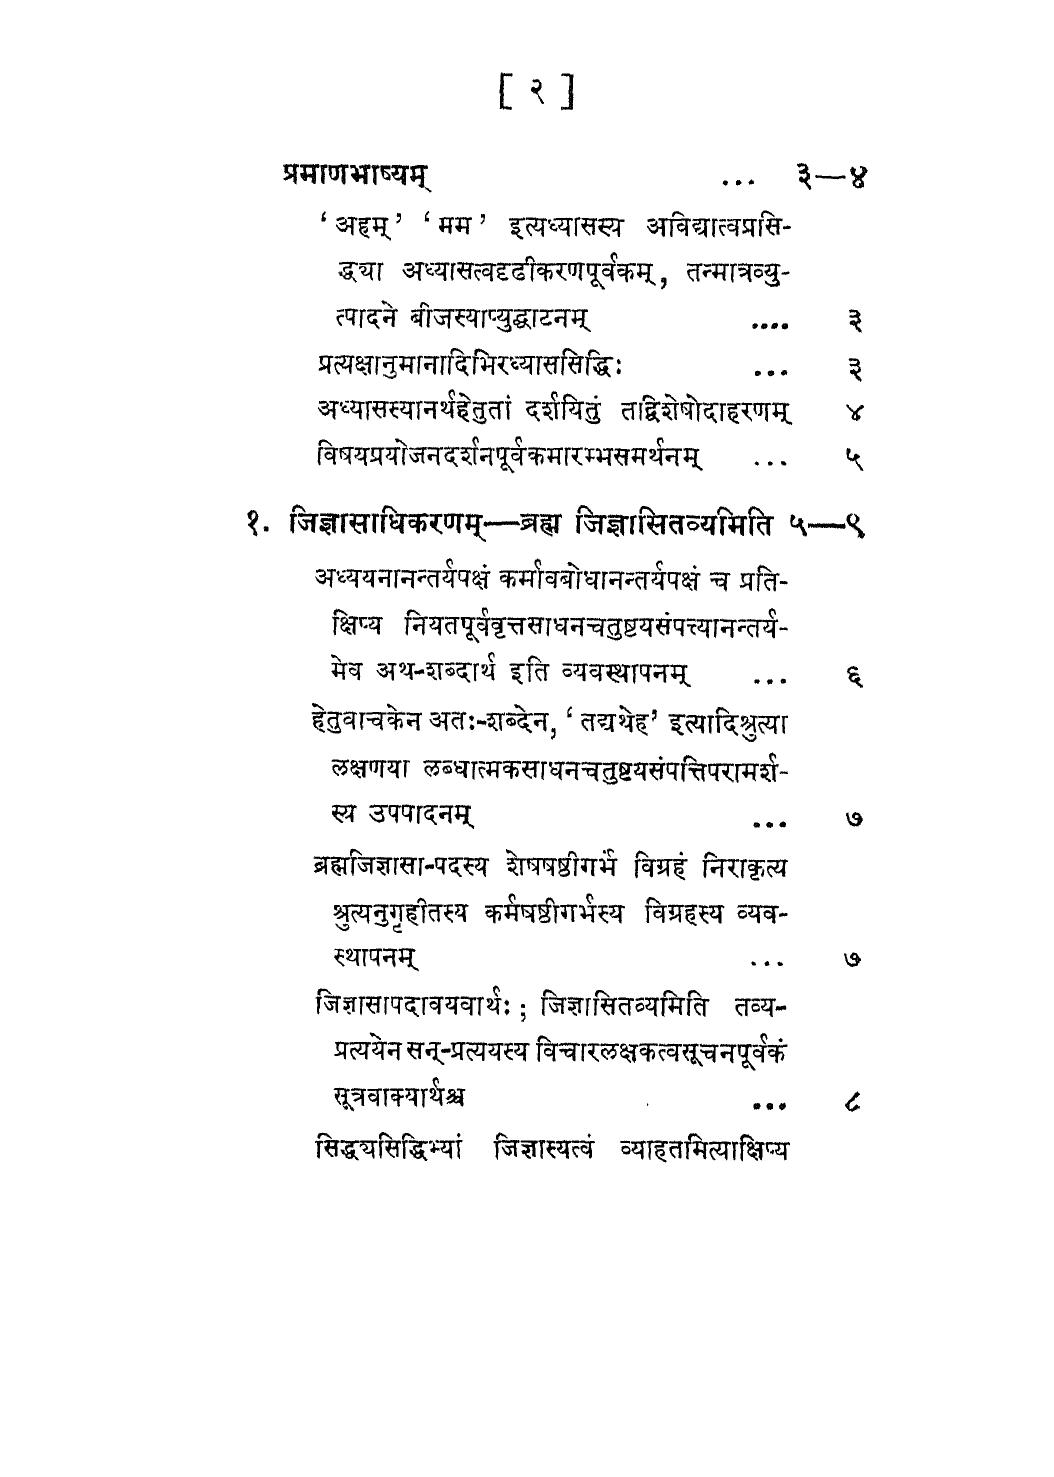 [ २ ]
प्रमाणभाष्यम् ... ३—४
‘ अहम् ’ ‘ मम ’ इत्यध्यासस्य अविद्यात्वप्रसि-
द्ध्या अध्यासत्वदृढीकरणपूर्वकम्, तन्मात्रव्यु-
त्पादने बीजस्याप्युद्घाटनम् .... ३
प्रत्यक्षानुमानादिभिरध्याससिद्धिः ... ३
अध्यासस्यानर्थहेतुतां दर्शयितुं तद्विशेषोदाहरणम् ४
विषयप्रयोजनदर्शनपूर्वकमारम्भसमर्थनम् ... ५
१. जिज्ञासाधिकरणम्—ब्रह्म जिज्ञासितव्यमिति ५—९
अध्ययनानन्तर्यपक्षं कर्मावबोधानन्तर्यपक्षं च प्रति-
क्षिप्य नियतपूर्ववृत्तसाधनचतुष्टयसंपत्त्यानन्तर्य-
मेव अथ-शब्दार्थ इति व्यवस्थापनम् ... ६
हेतुवाचकेन अतः-शब्देन, ‘ तद्यथेह’ इत्यादिश्रुत्या
लक्षणया लब्धात्मकसाधनचतुष्टयसंपत्तिपरामर्श-
स्य उपपादनम् ... ७
ब्रह्मजिज्ञासा-पदस्य शेषषष्ठीगर्भं विग्रहं निराकृत्य
श्रुत्यनुगृहीतस्य कर्मषष्ठीगर्भस्य विग्रहस्य व्यव-
स्थापनम् ... ७
जिज्ञासापदावयवार्थः ; जिज्ञासितव्यमिति तव्य-
प्रत्ययेन सन्-प्रत्ययस्य विचारलक्षकत्वसूचनपूर्वकं
सूत्रवाक्यार्थश्च ... ८
सिद्ध्यसिद्धिभ्यां जिज्ञास्यत्वं व्याहतमित्याक्षिप्य